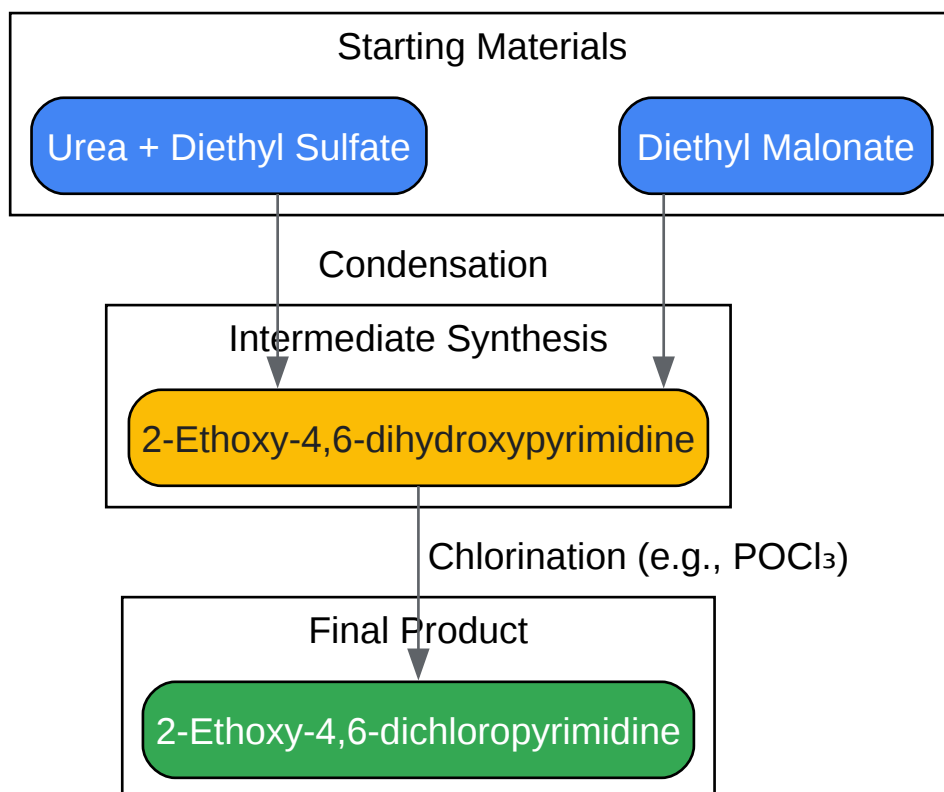 Starting Materials
Urea + Diethyl Sulfate
Diethyl Malonate
Condensation
Intermediate Synthesis
2-Ethoxy-4,6-dihydroxypyrimidine
Chlorination (e.g., POCl₃)
Final Product
2-Ethoxy-4,6-dichloropyrimidine